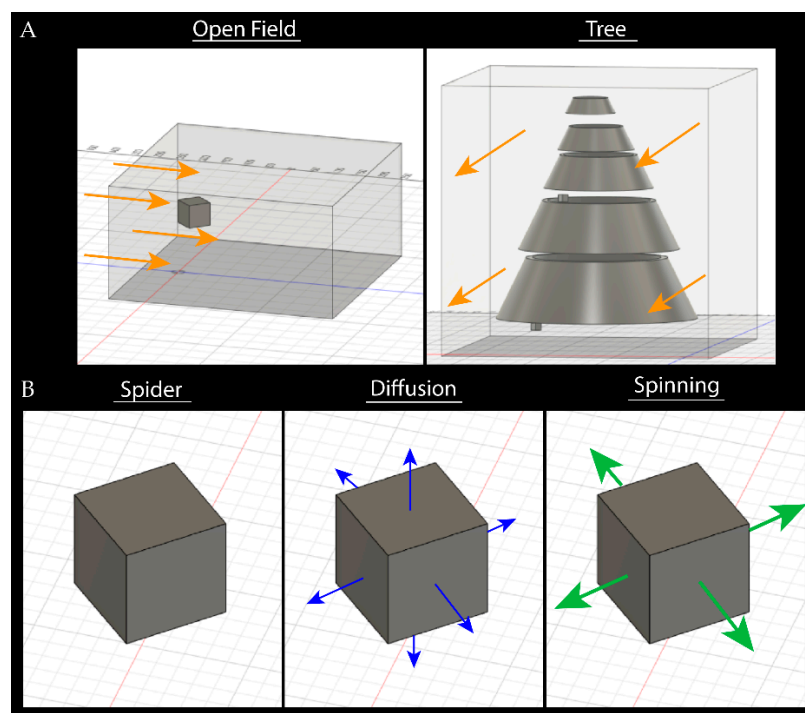 A
Open Field
Tree
B
Spider
Diffusion
Spinning